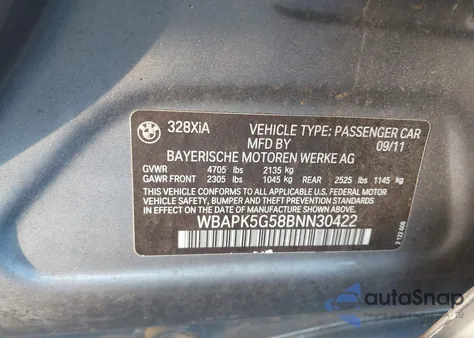 328XiA VEHICLE TYPE: PASSENGER CAR
MFD BY 09/11
BAYERISCHE MOTOREN WERKE AG
GVWR 4705 lbs 2135 kg
GAWR FRONT 2305 lbs 1045 kg REAR 2525 lbs 1145 kg
THIS VEHICLE CONFORMS TO ALL APPLICABLE U.S. FEDERAL MOTOR
VEHICLE SAFETY, BUMPER AND THEFT PREVENTION STANDARDS IN
EFFECT ON THE DATE OF MANUFACTURE SHOWN ABOVE.
WBAPK5G58BNN30422
autoSnap